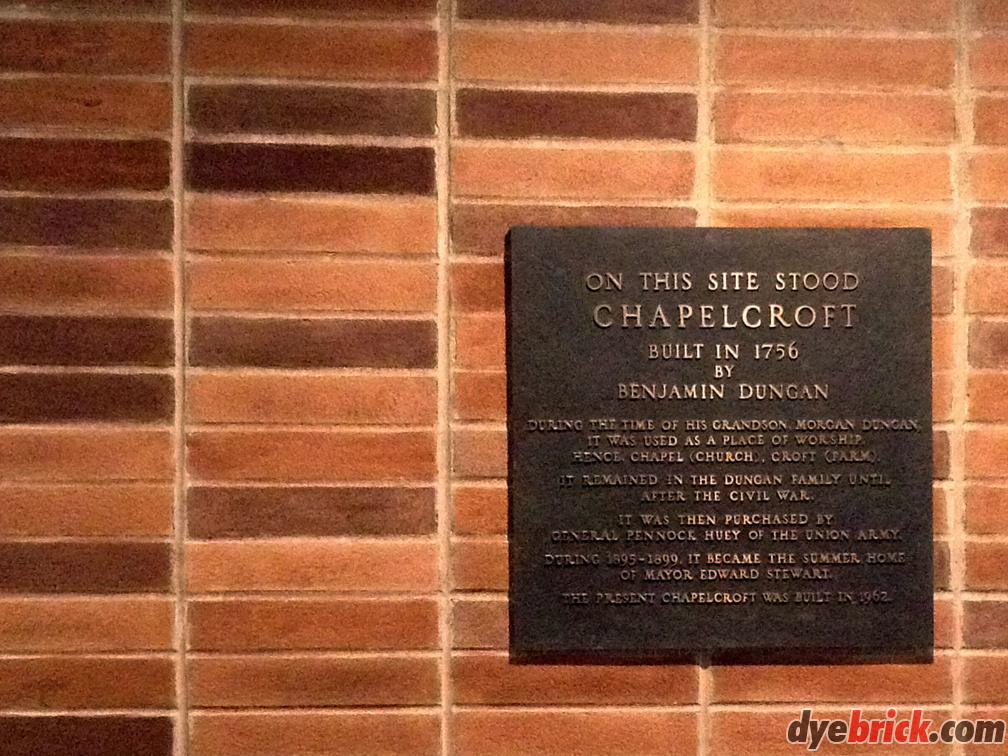 ON THIS SITE STOOD
CHAPELCROFT
BUILT IN 1756
BY
BENJAMIN DUNGAN
DURING THE TIME OF HIS GRANDSON, MORGAN DUNGAN,
IT WAS USED AS A PLACE OF WORSHIP.
HENCE, CHAPEL (CHURCH), CROFT (FARM).
IT REMAINED IN THE DUNGAN FAMILY UNTIL
AFTER THE CIVIL WAR.
IT WAS THEN PURCHASED BY
GENERAL PENNOCK HUEY OF THE UNION ARMY.
DURING 1895-1899, IT BECAME THE SUMMER HOME
OF MAYOR EDWARD STEWART.
THE PRESENT CHAPELCROFT WAS BUILT IN 1962.
dyebrick.com